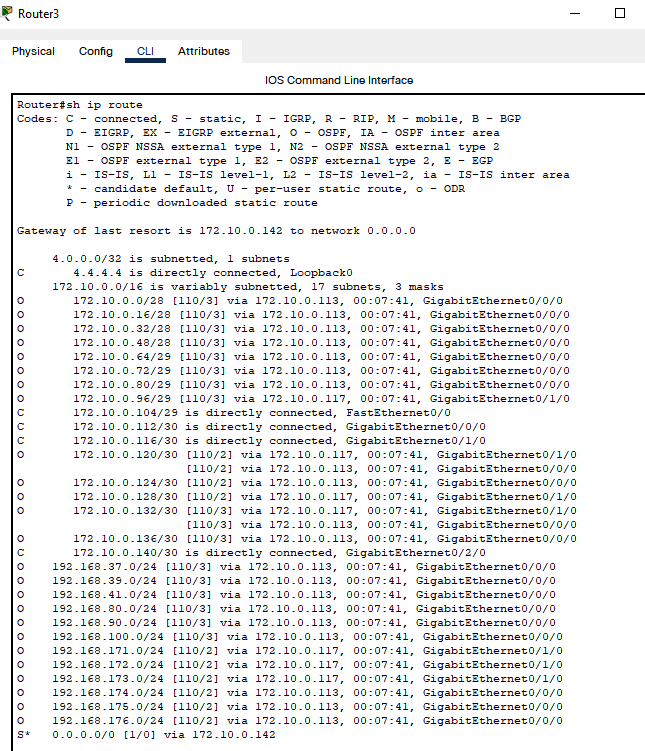 Router3
Physical Config CLI Attributes
IOS Command Line Interface
Router#sh ip route
Codes: C - connected, S - static, I - IGRP, R - RIP, M - mobile, B - BGP
D - EIGRP, EX - EIGRP external, O - OSPF, IA - OSPF inter area
N1 - OSPF NSSA external type 1, N2 - OSPF NSSA external type 2
E1 - OSPF external type 1, E2 - OSPF external type 2, E - EGP
i - IS-IS, L1 - IS-IS level-1, L2 - IS-IS level-2, ia - IS-IS inter area
* - candidate default, U - per-user static route, o - ODR
P - periodic downloaded static route
Gateway of last resort is 172.10.0.142 to network 0.0.0.0
4.0.0.0/32 is subnetted, 1 subnets
C 4.4.4.4 is directly connected, Loopback0
172.10.0.0/16 is variably subnetted, 17 subnets, 3 masks
O 172.10.0.0/28 [110/3] via 172.10.0.113, 00:07:41, GigabitEthernet0/0/0
O 172.10.0.16/28 [110/3] via 172.10.0.113, 00:07:41, GigabitEthernet0/0/0
O 172.10.0.32/28 [110/3] via 172.10.0.113, 00:07:41, GigabitEthernet0/0/0
O 172.10.0.48/28 [110/3] via 172.10.0.113, 00:07:41, GigabitEthernet0/0/0
O 172.10.0.64/29 [110/3] via 172.10.0.113, 00:07:41, GigabitEthernet0/0/0
O 172.10.0.72/29 [110/3] via 172.10.0.113, 00:07:41, GigabitEthernet0/0/0
O 172.10.0.80/29 [110/3] via 172.10.0.113, 00:07:41, GigabitEthernet0/0/0
O 172.10.0.96/29 [110/3] via 172.10.0.117, 00:07:41, GigabitEthernet0/1/0
C 172.10.0.104/29 is directly connected, FastEthernet0/0
C 172.10.0.112/30 is directly connected, GigabitEthernet0/0/0
C 172.10.0.116/30 is directly connected, GigabitEthernet0/1/0
O 172.10.0.120/30 [110/2] via 172.10.0.117, 00:07:41, GigabitEthernet0/1/0
[110/2] via 172.10.0.113, 00:07:41, GigabitEthernet0/0/0
O 172.10.0.124/30 [110/2] via 172.10.0.113, 00:07:41, GigabitEthernet0/0/0
O 172.10.0.128/30 [110/2] via 172.10.0.117, 00:07:41, GigabitEthernet0/1/0
O 172.10.0.132/30 [110/3] via 172.10.0.117, 00:07:41, GigabitEthernet0/1/0
[110/3] via 172.10.0.113, 00:07:41, GigabitEthernet0/0/0
O 172.10.0.136/30 [110/3] via 172.10.0.113, 00:07:41, GigabitEthernet0/0/0
C 172.10.0.140/30 is directly connected, GigabitEthernet0/2/0
O 192.168.37.0/24 [110/3] via 172.10.0.113, 00:07:41, GigabitEthernet0/0/0
O 192.168.39.0/24 [110/3] via 172.10.0.113, 00:07:41, GigabitEthernet0/0/0
O 192.168.41.0/24 [110/3] via 172.10.0.113, 00:07:41, GigabitEthernet0/0/0
O 192.168.80.0/24 [110/3] via 172.10.0.113, 00:07:41, GigabitEthernet0/0/0
O 192.168.90.0/24 [110/3] via 172.10.0.113, 00:07:41, GigabitEthernet0/0/0
O 192.168.100.0/24 [110/3] via 172.10.0.113, 00:07:41, GigabitEthernet0/0/0
O 192.168.171.0/24 [110/2] via 172.10.0.117, 00:07:41, GigabitEthernet0/1/0
O 192.168.172.0/24 [110/2] via 172.10.0.117, 00:07:41, GigabitEthernet0/1/0
O 192.168.173.0/24 [110/2] via 172.10.0.117, 00:07:41, GigabitEthernet0/1/0
O 192.168.174.0/24 [110/2] via 172.10.0.113, 00:07:41, GigabitEthernet0/0/0
O 192.168.175.0/24 [110/2] via 172.10.0.113, 00:07:41, GigabitEthernet0/0/0
O 192.168.176.0/24 [110/2] via 172.10.0.113, 00:07:41, GigabitEthernet0/0/0
S* 0.0.0.0/0 [1/0] via 172.10.0.142